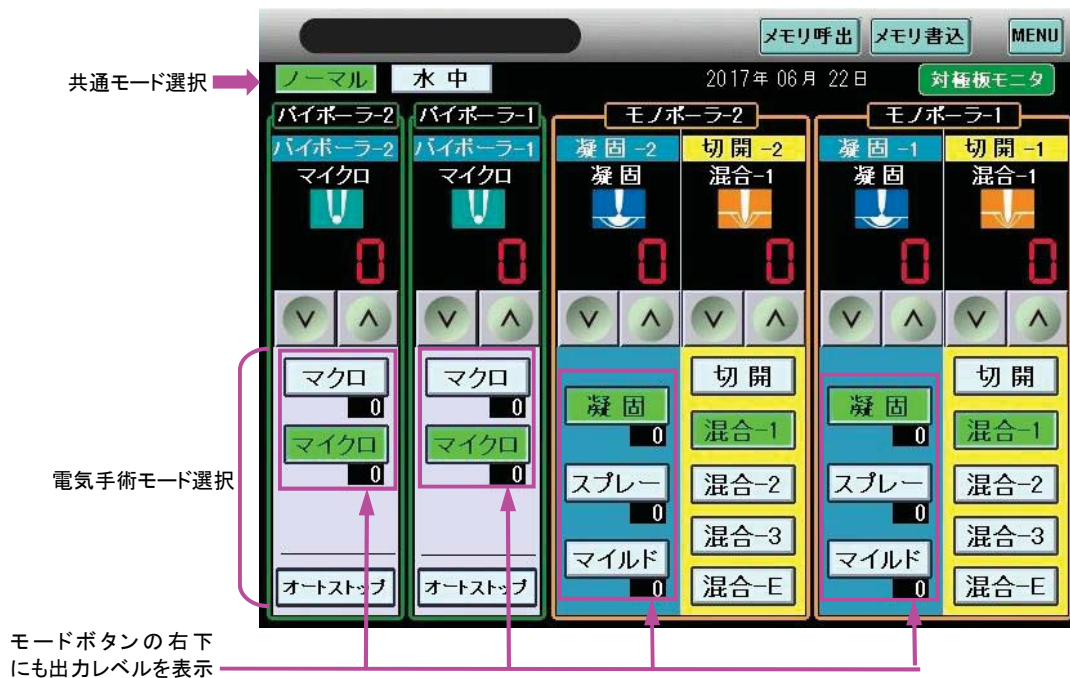 メモリ呼出 メモリ書込 MENU
共通モード選択 ノーマル 水中 2017年 06月 22日 対極板モニタ
バイポーラ-2 バイポーラ-1 モノポーラ-2 モノポーラ-1
バイポーラ-2 バイポーラ-1 凝固-2 切開-2 凝固-1 切開-1
マイクロ マイクロ 凝固 混合-1 凝固 混合-1
0 0 0 0 0 0
∨ ∧ ∨ ∧ ∨ ∧ ∨ ∧ ∨ ∧ ∨ ∧
電気手術モード選択
マクロ
0
マイクロ
0
オートストップ
マクロ
0
マイクロ
0
オートストップ
凝固
0
スプレー
0
マイルド
0
切開
混合-1
混合-2
混合-3
混合-E
凝固
0
スプレー
0
マイルド
0
切開
混合-1
混合-2
混合-3
混合-E
モードボタンの右下
にも出力レベルを表示